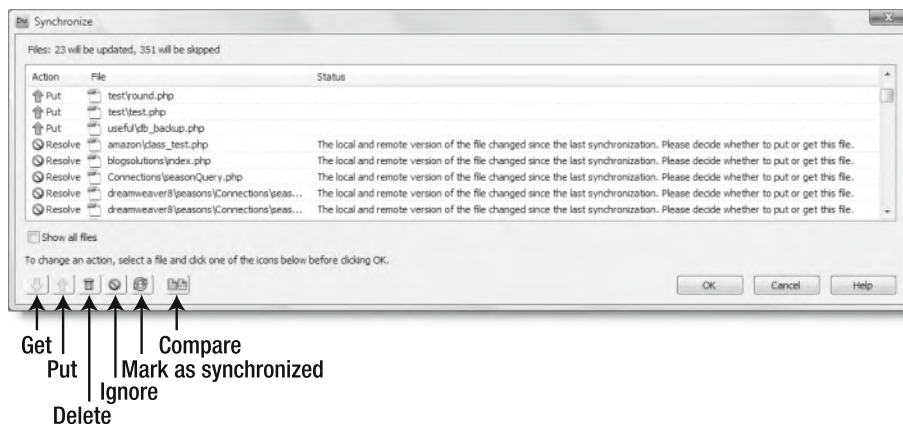 Dw Synchronize
Files: 23 will be updated, 351 will be skipped
Action File Status
Put test\round.php
Put test\test.php
Put useful\db_backup.php
Resolve amazon\class_test.php The local and remote version of the file changed since the last synchronization. Please decide whether to put or get this file.
Resolve blogsolutions\index.php The local and remote version of the file changed since the last synchronization. Please decide whether to put or get this file.
Resolve Connections\seasonQuery.php The local and remote version of the file changed since the last synchronization. Please decide whether to put or get this file.
Resolve dreamweaver8\seasons\Connections\seas... The local and remote version of the file changed since the last synchronization. Please decide whether to put or get this file.
Resolve dreamweaver8\seasons\Connections\seas... The local and remote version of the file changed since the last synchronization. Please decide whether to put or get this file.
Show all files
To change an action, select a file and click one of the icons below before clicking OK.
OK Cancel Help
Get Compare
Put Mark as synchronized
Ignore
Delete